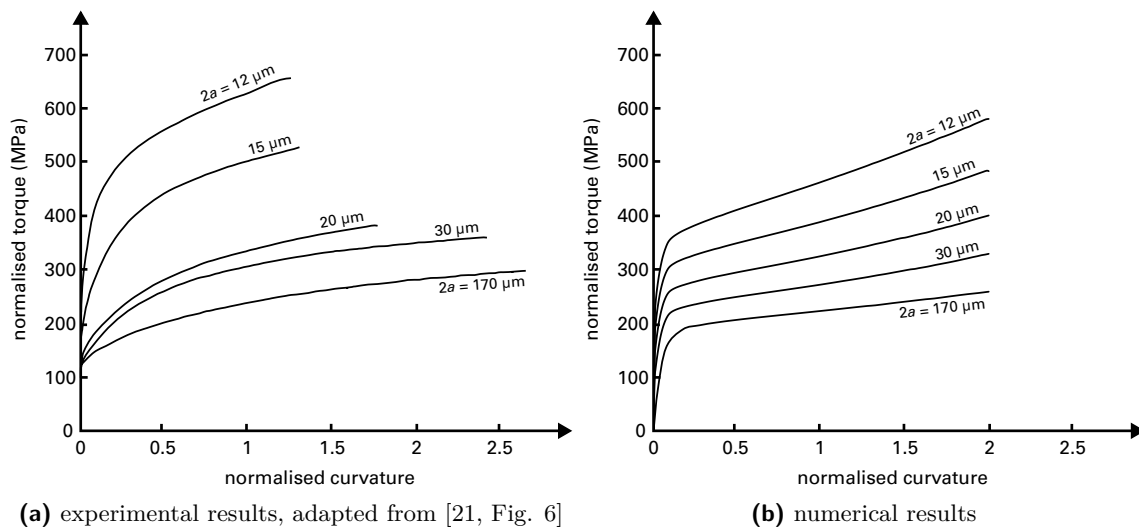 normalised torque (MPa)
700
600
500
400
300
200
100
0
2a = 12 µm
15 µm
20 µm
30 µm
2a = 170 µm
0
0.5
1
1.5
2
2.5
normalised curvature
(a) experimental results, adapted from [21, Fig. 6]
normalised torque (MPa)
700
600
500
400
300
200
100
0
2a = 12 µm
15 µm
20 µm
30 µm
2a = 170 µm
0
0.5
1
1.5
2
2.5
normalised curvature
(b) numerical results